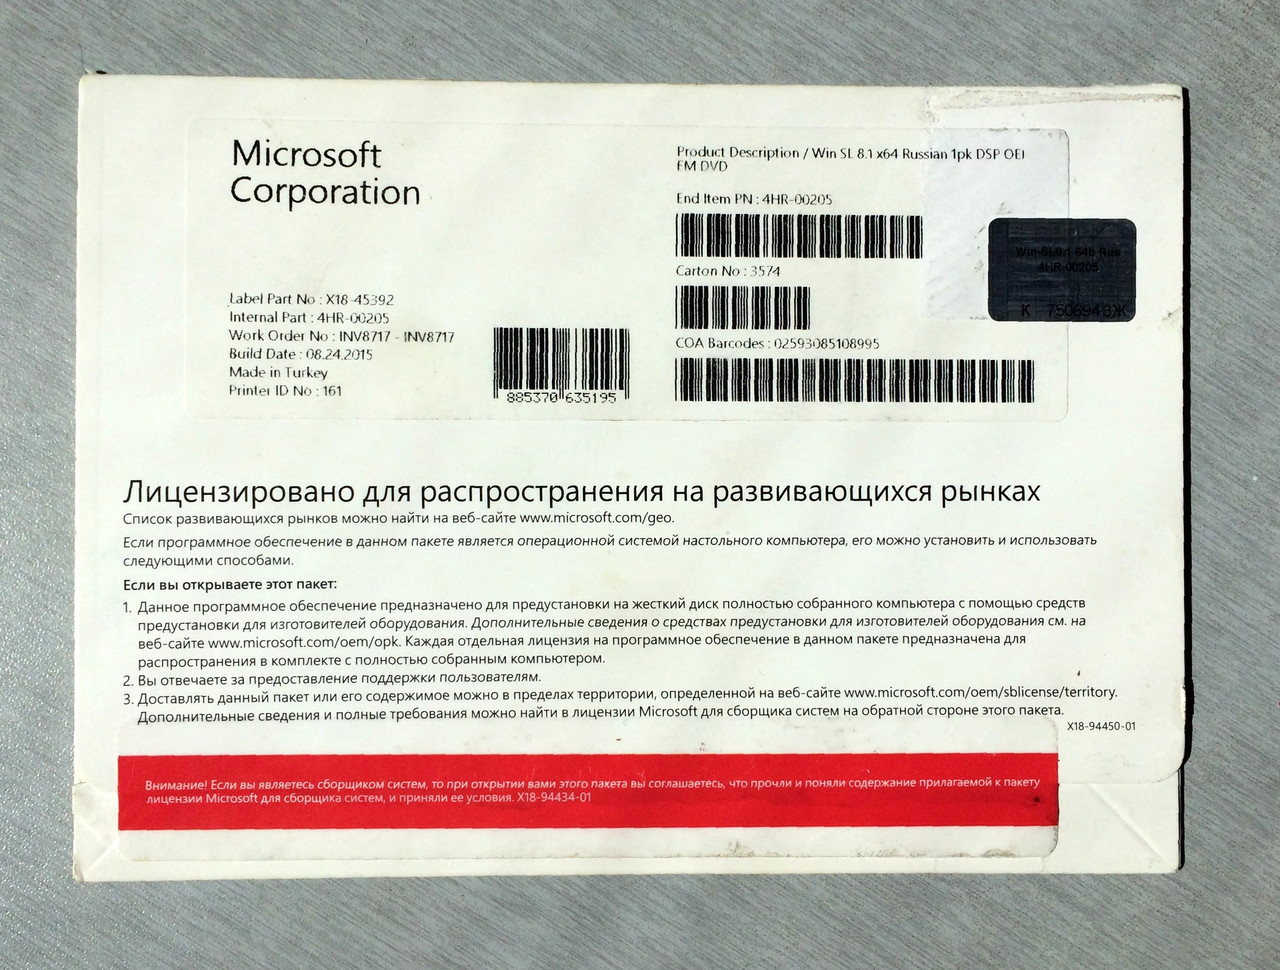 Microsoft
Corporation
Label Part No : X18-45392
Internal Part : 4HR-00205
Work Order No : INV8717 - INV8717
Build Date : 08.24.2015
Made in Turkey
Printer ID No : 161
885370 635195
Product Description / Win SL 8.1 x64 Russian 1pk DSP OEI
EM DVD
End Item PN : 4HR-00205
Carton No : 3574
COA Barcodes : 02593085108995
Win SL8.1 64b Rus
4HR-00205
К 7506943Ж
Лицензировано для распространения на развивающихся рынках
Список развивающихся рынков можно найти на веб-сайте www.microsoft.com/geo.
Если программное обеспечение в данном пакете является операционной системой настольного компьютера, его можно установить и использовать
следующими способами.
Если вы открываете этот пакет:
1. Данное программное обеспечение предназначено для предустановки на жесткий диск полностью собранного компьютера с помощью средств
предустановки для изготовителей оборудования. Дополнительные сведения о средствах предустановки для изготовителей оборудования см. на
веб-сайте www.microsoft.com/oem/opk. Каждая отдельная лицензия на программное обеспечение в данном пакете предназначена для
распространения в комплекте с полностью собранным компьютером.
2. Вы отвечаете за предоставление поддержки пользователям.
3. Доставлять данный пакет или его содержимое можно в пределах территории, определенной на веб-сайте www.microsoft.com/oem/sblicense/territory.
Дополнительные сведения и полные требования можно найти в лицензии Microsoft для сборщика систем на обратной стороне этого пакета.
X18-94450-01
Внимание! Если вы являетесь сборщиком систем, то при открытии вами этого пакета вы соглашаетесь, что прочли и поняли содержание прилагаемой к пакету
лицензии Microsoft для сборщика систем, и приняли ее условия. X18-94434-01